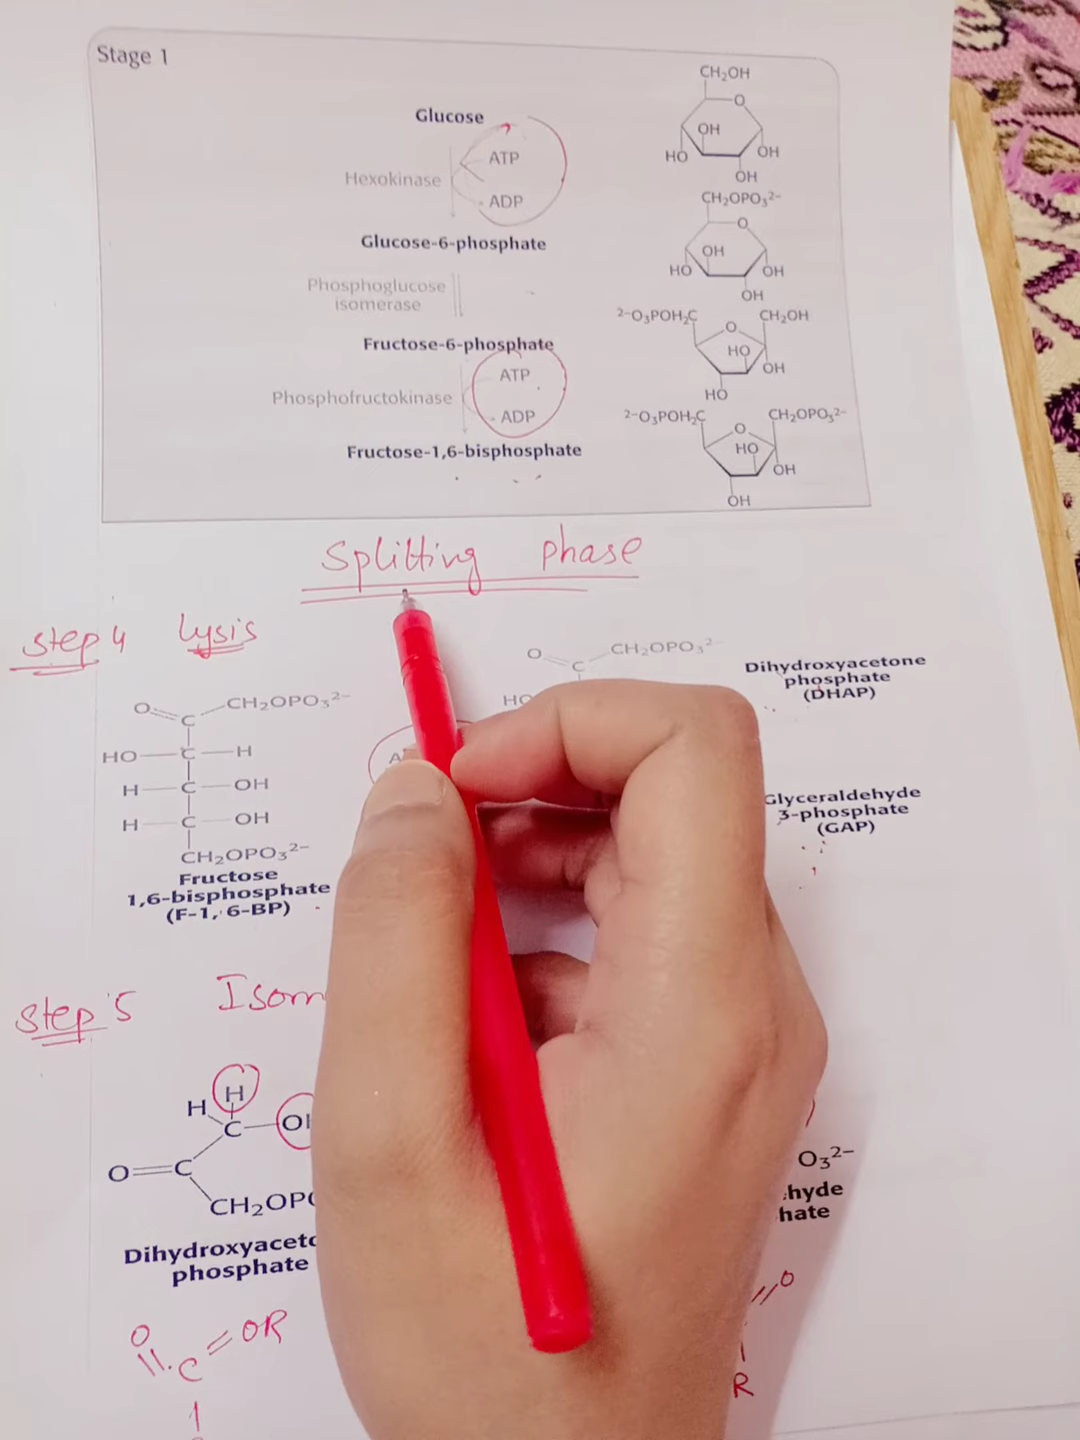 Stage 1
Glucose
ATP
Hexokinase
ADP
Glucose-6-phosphate
Phosphoglucose
isomerase
Fructose-6-phosphate
ATP
Phosphofructokinase
ADP
Fructose-1,6-bisphosphate
CH₂OH
O
OH
HO
OH
OH
CH₂OPO₃²⁻
O
OH
HO
OH
OH
²⁻O₃POH₂C
CH₂OH
O
HO
OH
HO
²⁻O₃POH₂C
CH₂OPO₃²⁻
O
HO
OH
OH
Splitting phase
Step 4 lysis
O
C
CH₂OPO₃²⁻
HO C H
H C OH
H C OH
CH₂OPO₃²⁻
Fructose
1,6-bisphosphate
(F-1, 6-BP)
O
C
CH₂OPO₃²⁻
Dihydroxyacetone
phosphate
(DHAP)
Glyceraldehyde
3-phosphate
(GAP)
Step 5
H
H
C
O
C
Dihydroxyaceto
phosphate
O₃²⁻
hyde
hate
O
C
OR
O
R